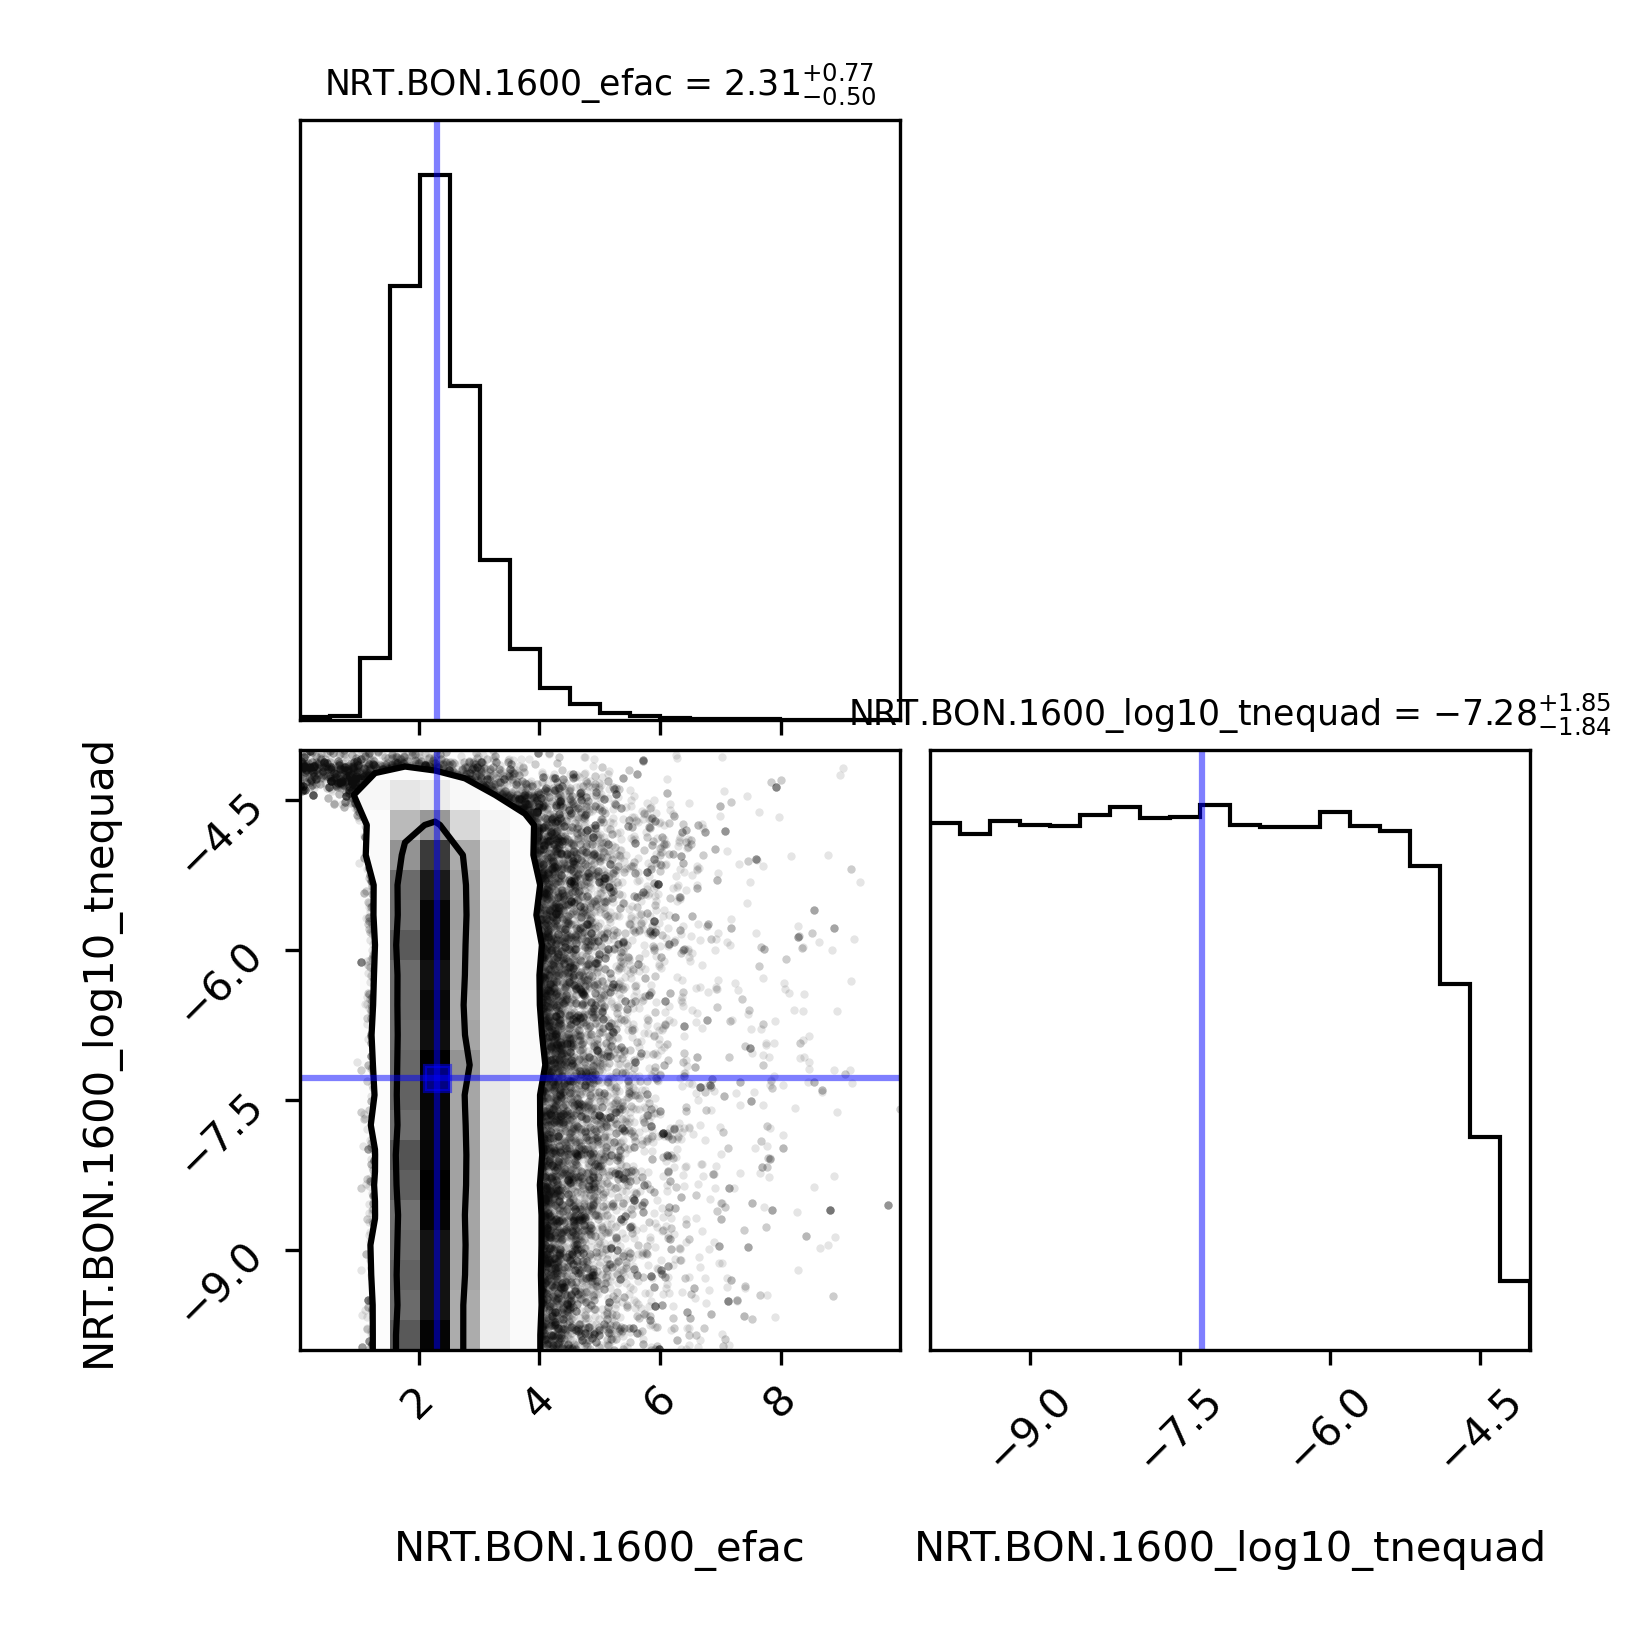 NRT.BON.1600_efac = 2.31+0.77 −0.50
NRT.BON.1600_log10_tnequad = −7.28+1.85 −1.84
NRT.BON.1600_log10_tnequad
−4.5
−6.0
−7.5
−9.0
2
4
6
8
−9.0
−7.5
−6.0
−4.5
NRT.BON.1600_efac
NRT.BON.1600_log10_tnequad